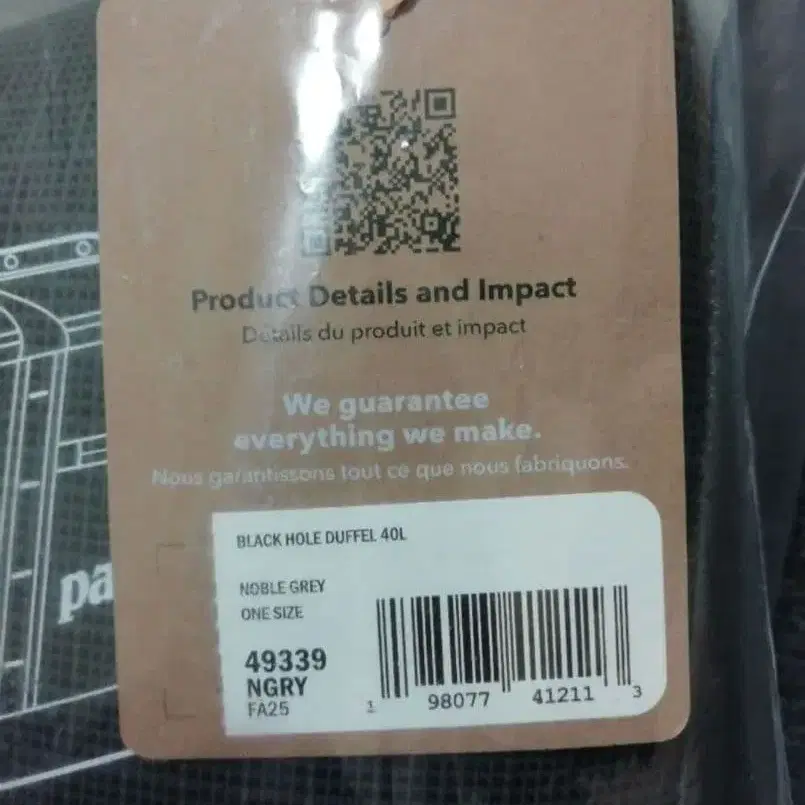 Product Details and Impact
Détails du produit et impact
We guarantee
everything we make.
Nous garantissons tout ce que nous fabriquons.
BLACK HOLE DUFFEL 40L
NOBLE GREY
ONE SIZE
49339
NGRY
FA25
1 98077 41211 3
pa